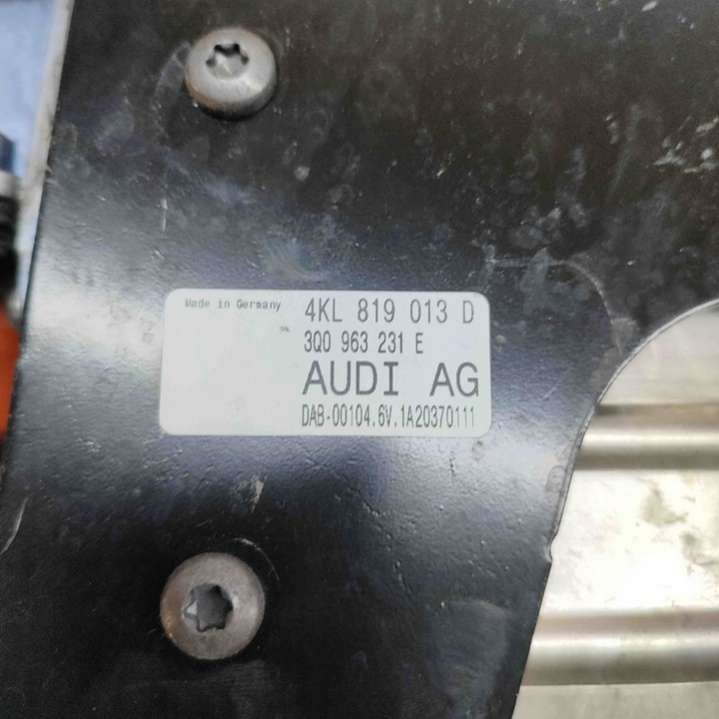 Made in Germany
4KL 819 013 D
3Q0 963 231 E
AUDI AG
DAB-00104.6V.1A20370111